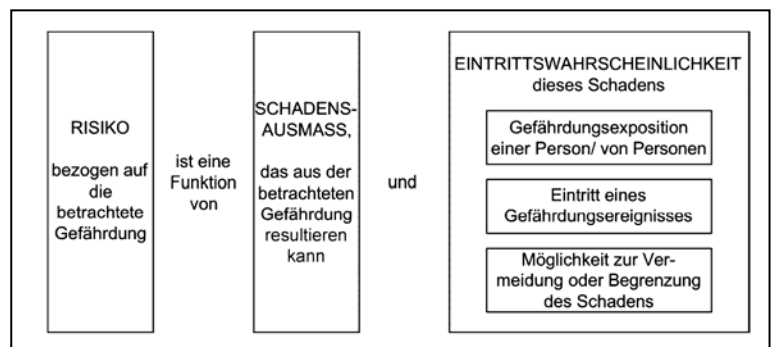 RISIKO
bezogen auf
die
betrachtete
Gefährdung
ist eine
Funktion
von
SCHADENS-
AUSMASS,
das aus der
betrachteten
Gefährdung
resultieren
kann
und
EINTRITTSWAHRSCHEINLICHKEIT
dieses Schadens
Gefährdungsexposition
einer Person/ von Personen
Eintritt eines
Gefährdungsereignisses
Möglichkeit zur Ver-
meidung oder Begrenzung
des Schadens